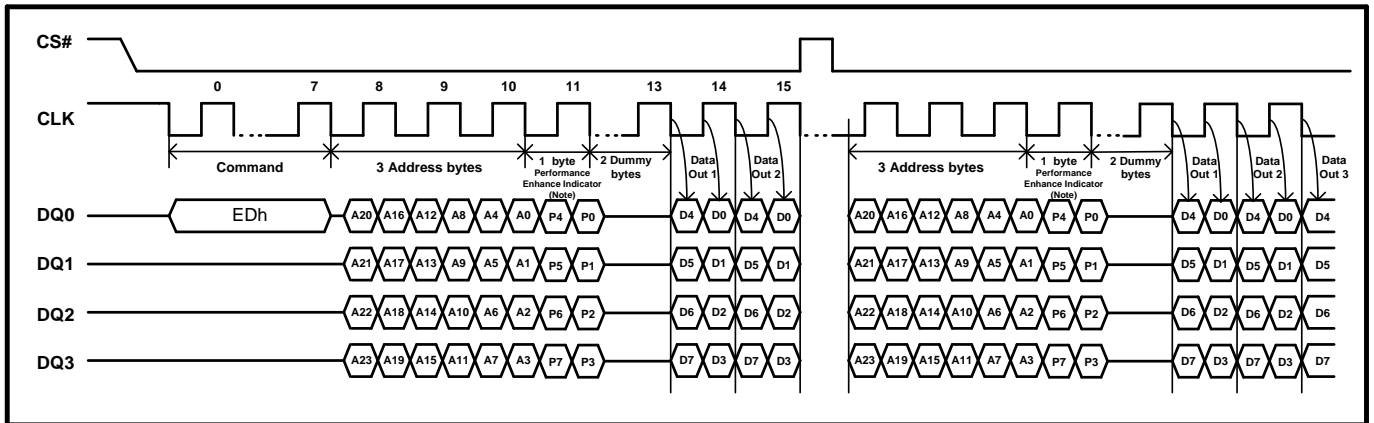 CS#
0 7 8 9 10 11 13 14 15
CLK
Command 3 Address bytes 1 byte Performance Enhance Indicator (Note) 2 Dummy bytes Data Out 1 Data Out 2 3 Address bytes 1 byte Performance Enhance Indicator (Note) 2 Dummy bytes Data Out 1 Data Out 2 Data Out 3
DQ0 EDh A20 A16 A12 A8 A4 A0 P4 P0 D4 D0 D4 D0 A20 A16 A12 A8 A4 A0 P4 P0 D4 D0 D4 D0 D4
DQ1 A21 A17 A13 A9 A5 A1 P5 P1 D5 D1 D5 D1 A21 A17 A13 A9 A5 A1 P5 P1 D5 D1 D5 D1 D5
DQ2 A22 A18 A14 A10 A6 A2 P6 P2 D6 D2 D6 D2 A22 A18 A14 A10 A6 A2 P6 P2 D6 D2 D6 D2 D6
DQ3 A23 A19 A15 A11 A7 A3 P7 P3 D7 D3 D7 D3 A23 A19 A15 A11 A7 A3 P7 P3 D7 D3 D7 D3 D7